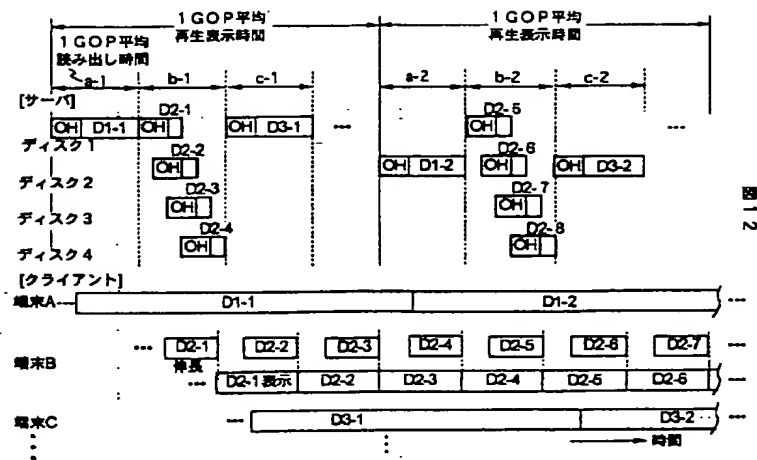 1GOP平均
再生表示時間
1GOP平均
再生表示時間
1GOP平均
読み出し時間
a-1
b-1
c-1
a-2
b-2
c-2
[サーバ]
D2-1
D2-5
OH D1-1 OH OH D3-1 ... OH ...
ディスク1
D2-2
D2-6
OH OH D1-2 OH OH D3-2
ディスク2
D2-3
D2-7
OH OH
ディスク3
D2-4
D2-8
OH OH
ディスク4
[クライアント]
端末A D1-1 D1-2 ...
... D2-1 D2-2 D2-3 D2-4 D2-5 D2-6 D2-7 ...
端末B
伸長
... D2-1表示 D2-2 D2-3 D2-4 D2-5 D2-6 ...
端末C ... D3-1 D3-2 ...
時間
図12